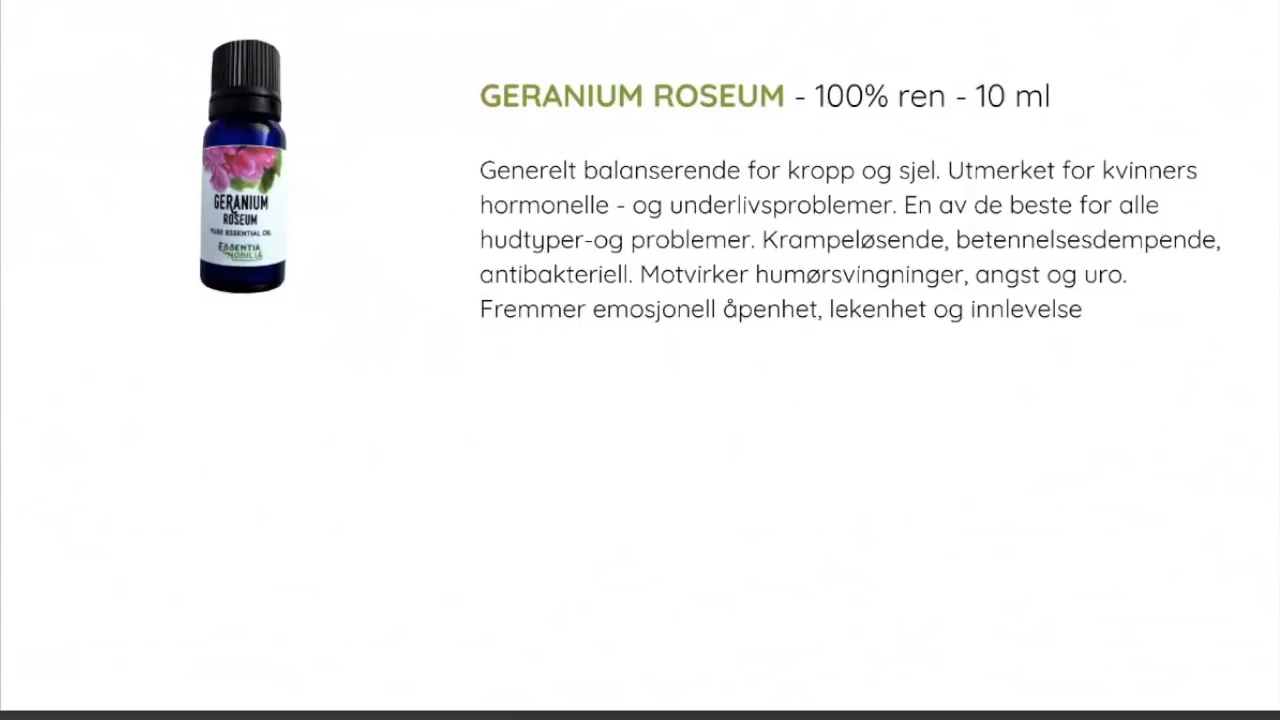 GERANIUM ROSEUM - 100% ren - 10 ml
Generelt balanserende for kropp og sjel. Utmerket for kvinners
hormonelle - og underlivsproblemer. En av de beste for alle
hudtyper-og problemer. Krampeløsende, betennelsesdempende,
antibakteriell. Motvirker humørsvingninger, angst og uro.
Fremmer emosjonell åpenhet, lekenhet og innlevelse
GERANIUM
ROSEUM
PURE ESSENTIAL OIL
ESSENTIA
NOBILIA